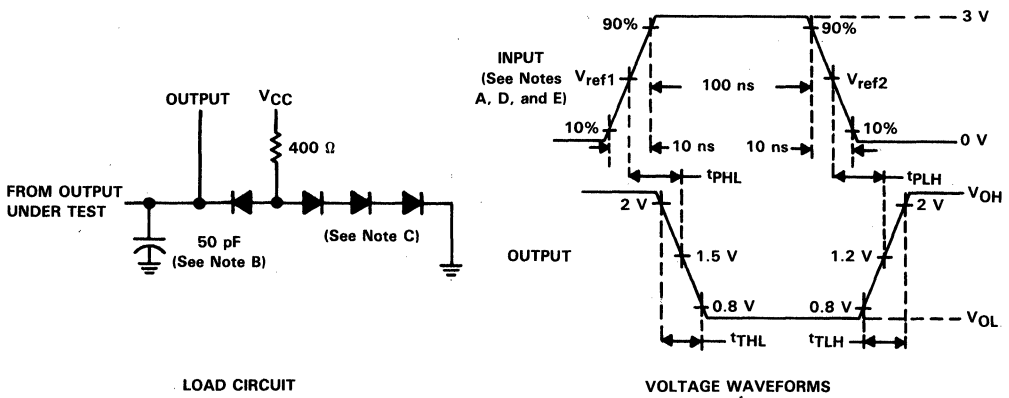 OUTPUT
VCC
400 Ω
FROM OUTPUT
UNDER TEST
50 pF
(See Note B)
(See Note C)
LOAD CIRCUIT
INPUT
(See Notes
A, D, and E)
90%
90%
3 V
Vref1
100 ns
Vref2
10%
10%
0 V
10 ns
10 ns
tPHL
tPLH
VOH
2 V
2 V
OUTPUT
1.5 V
1.2 V
0.8 V
0.8 V
VOL
tTHL
tTLH
VOLTAGE WAVEFORMS